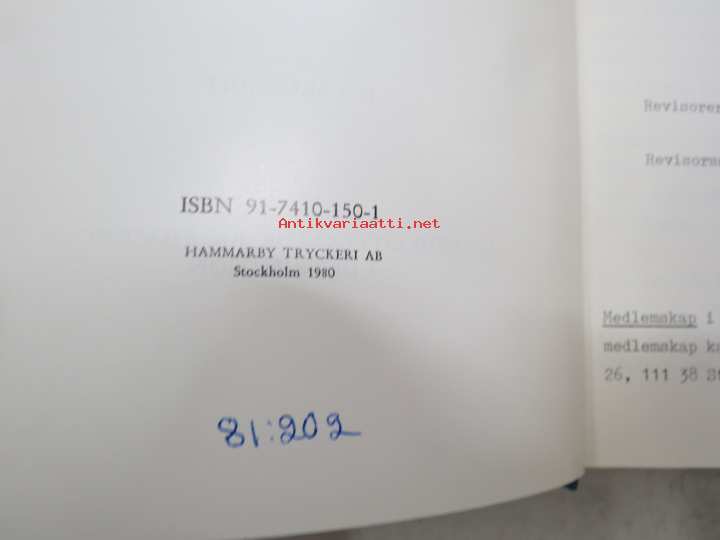 ISBN 91-7410-150-1
Antikvariaatti.net
HAMMARBY TRYCKERI AB
Stockholm 1980
81:202
Revisorer
Medlemskap i
medlemskap
26, 111 38